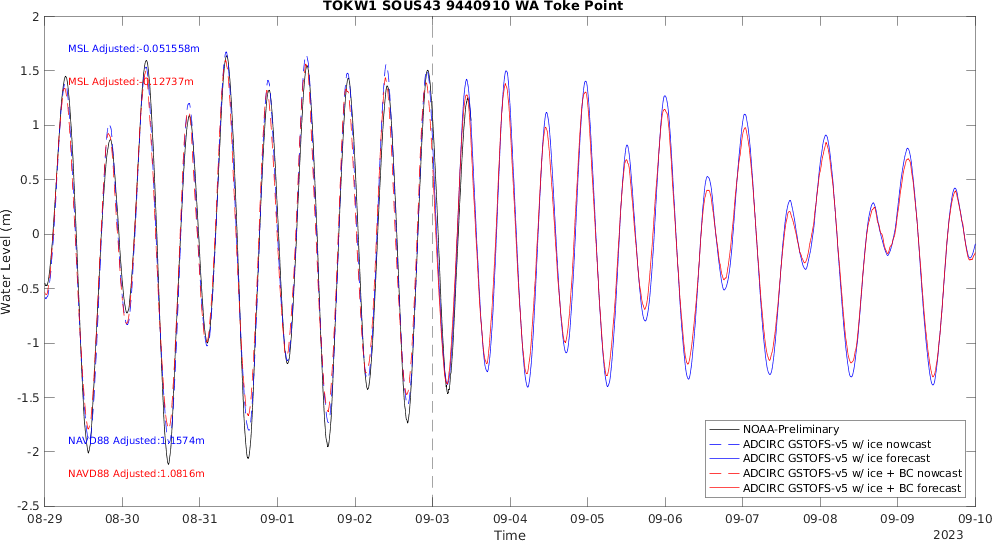 TOKW1 SOUS43 9440910 WA Toke Point
MSL Adjusted:-0.051558m
MSL Adjusted:-0.12737m
NAVD88 Adjusted:1.1574m
NAVD88 Adjusted:1.0816m
Water Level (m)
2
1.5
1
0.5
0
-0.5
-1
-1.5
-2
-2.5
NOAA-Preliminary
ADCIRC GSTOFS-v5 w/ ice nowcast
ADCIRC GSTOFS-v5 w/ ice forecast
ADCIRC GSTOFS-v5 w/ ice + BC nowcast
ADCIRC GSTOFS-v5 w/ ice + BC forecast
08-29 08-30 08-31 09-01 09-02 09-03 09-04 09-05 09-06 09-07 09-08 09-09 09-10
Time
2023